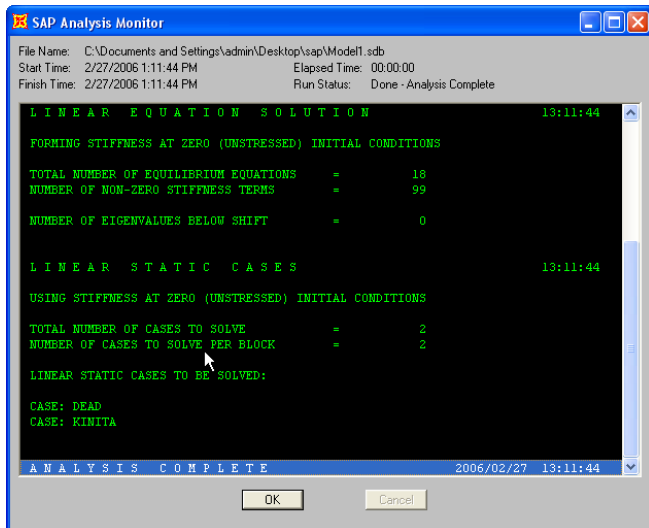 SAP Analysis Monitor
File Name: C:\Documents and Settings\admin\Desktop\sap\Model1.sdb
Start Time: 2/27/2006 1:11:44 PM Elapsed Time: 00:00:00
Finish Time: 2/27/2006 1:11:44 PM Run Status: Done - Analysis Complete
L I N E A R   E Q U A T I O N   S O L U T I O N 13:11:44
FORMING STIFFNESS AT ZERO (UNSTRESSED) INITIAL CONDITIONS
TOTAL NUMBER OF EQUILIBRIUM EQUATIONS = 18
NUMBER OF NON-ZERO STIFFNESS TERMS = 99
NUMBER OF EIGENVALUES BELOW SHIFT = 0
L I N E A R   S T A T I C   C A S E S 13:11:44
USING STIFFNESS AT ZERO (UNSTRESSED) INITIAL CONDITIONS
TOTAL NUMBER OF CASES TO SOLVE = 2
NUMBER OF CASES TO SOLVE PER BLOCK = 2
LINEAR STATIC CASES TO BE SOLVED:
CASE: DEAD
CASE: KINITA
A N A L Y S I S   C O M P L E T E 2006/02/27 13:11:44
OK Cancel